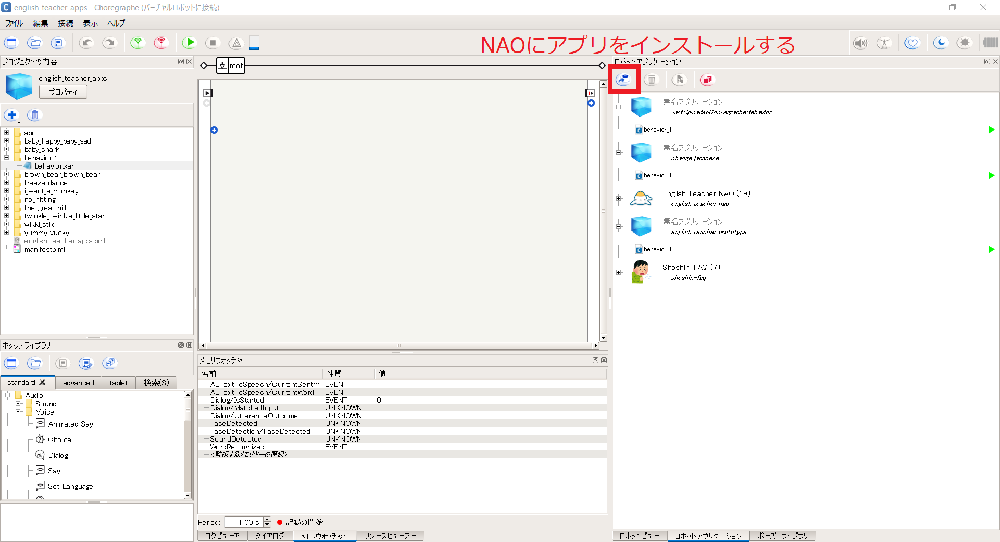 english_teacher_apps - Choregraphe (バーチャルロボットに接続)
ファイル 編集 接続 表示 ヘルプ
NAOにアプリをインストールする
プロジェクトの内容
english_teacher_apps
プロパティ
abc
baby_happy_baby_sad
baby_shark
behavior_1
behavior.xar
brown_bear_brown_bear
freeze_dance
i_want_a_monkey
no_hitting
the_great_hill
twinkle_twinkle_little_star
wikki_stix
yummy_yucky
english_teacher_apps.pml
manifest.xml
ボックスライブラリ
standard advanced tablet 検索(S)
Audio
Sound
Voice
Animated Say
Choice
Dialog
Say
Set Language
root
メモリウォッチャー
名前 性質 値
ALTextToSpeech/CurrentSent… EVENT
ALTextToSpeech/CurrentWord EVENT
Dialog/IsStarted EVENT 0
Dialog/MatchedInput UNKNOWN
Dialog/UtteranceOutcome UNKNOWN
FaceDetected UNKNOWN
FaceDetection/FaceDetected UNKNOWN
SoundDetected UNKNOWN
WordRecognized EVENT
<監視するメモリキーの選択>
Period: 1.00 s 記録の開始
ログビューア ダイアログ メモリウォッチャー リソースビューアー
ロボットアプリケーション
無名アプリケーション
.lastUploadedChoregrapheBehavior
behavior_1
無名アプリケーション
change_japanese
behavior_1
English Teacher NAO (19)
english_teacher_nao
無名アプリケーション
english_teacher_prototype
behavior_1
Shoshin-FAQ (7)
shoshin-faq
ロボットビュー ロボットアプリケーション ポーズ ライブラリ